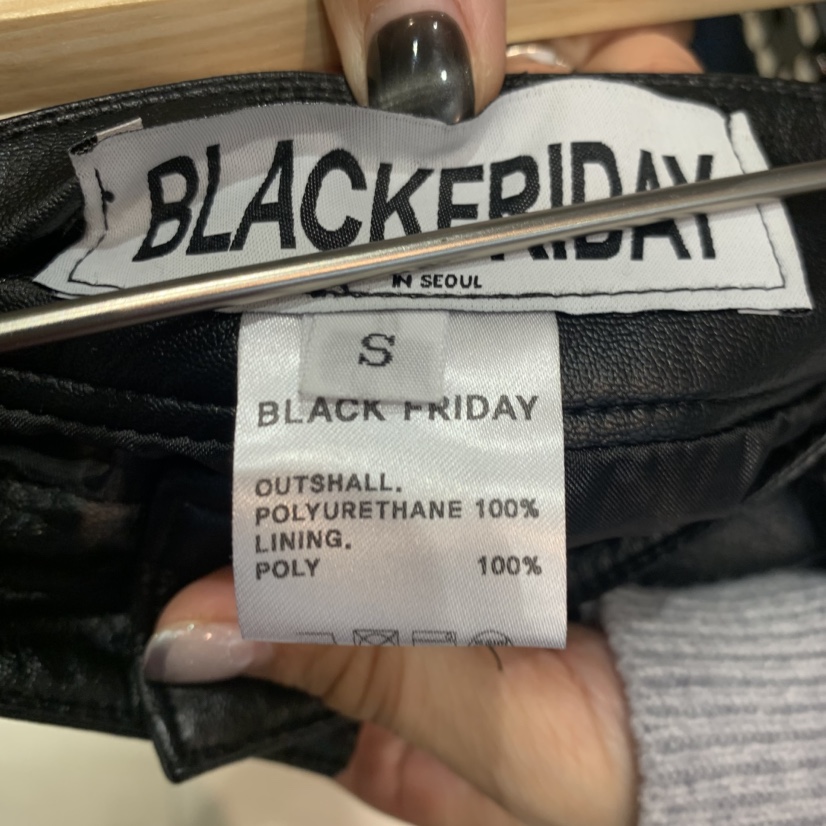 BLACKFRIDAY
IN SEOUL
S
BLACK FRIDAY
OUTSHALL.
POLYURETHANE 100%
LINING.
POLY 100%